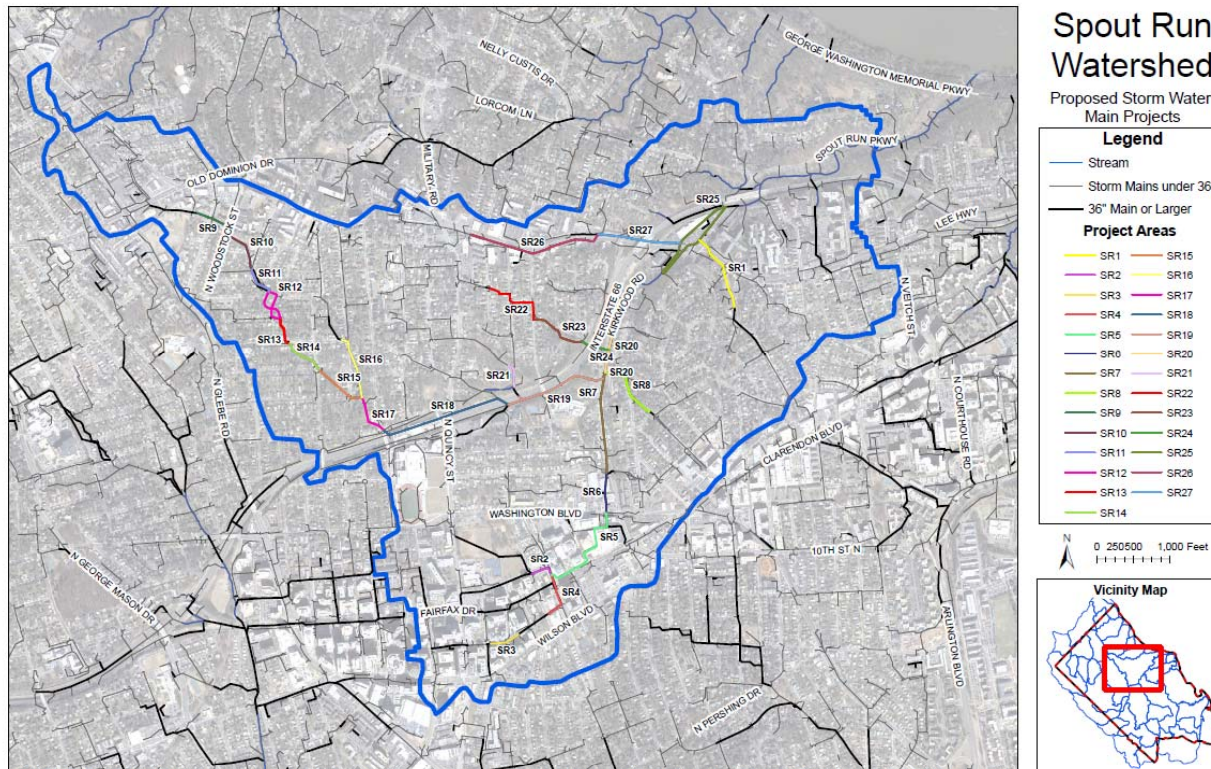 NELLY CUSTIS DR
LORCOM LN
GEORGE WASHINGTON MEMORIAL PKWY
SPOUT RUN PKWY
OLD DOMINION DR
MILITARY RD
LEE HWY
N WOODSTOCK ST
SR9
SR10
SR11
SR12
SR13
SR14
SR15
SR16
SR17
SR18
SR19
SR20
SR20
SR21
SR22
SR23
SR24
SR25
SR26
SR27
SR1
SR7
SR8
SR6
SR5
SR2
SR4
SR3
INTERSTATE 66
KIRKWOOD RD
N VEITCH ST
N GLEBE RD
N QUINCY ST
CLARENDON BLVD
N COURTHOUSE RD
WASHINGTON BLVD
10TH ST N
N GEORGE MASON DR
FAIRFAX DR
WILSON BLVD
ARLINGTON BLVD
N PERSHING DR
Spout Run
Watershed
Proposed Storm Water
Main Projects
Legend
Stream
Storm Mains under 36
36" Main or Larger
Project Areas
SR1
SR2
SR3
SR4
SR5
SR6
SR7
SR8
SR9
SR10
SR11
SR12
SR13
SR14
SR15
SR16
SR17
SR18
SR19
SR20
SR21
SR22
SR23
SR24
SR25
SR26
SR27
N
0 250500 1,000 Feet
Vicinity Map